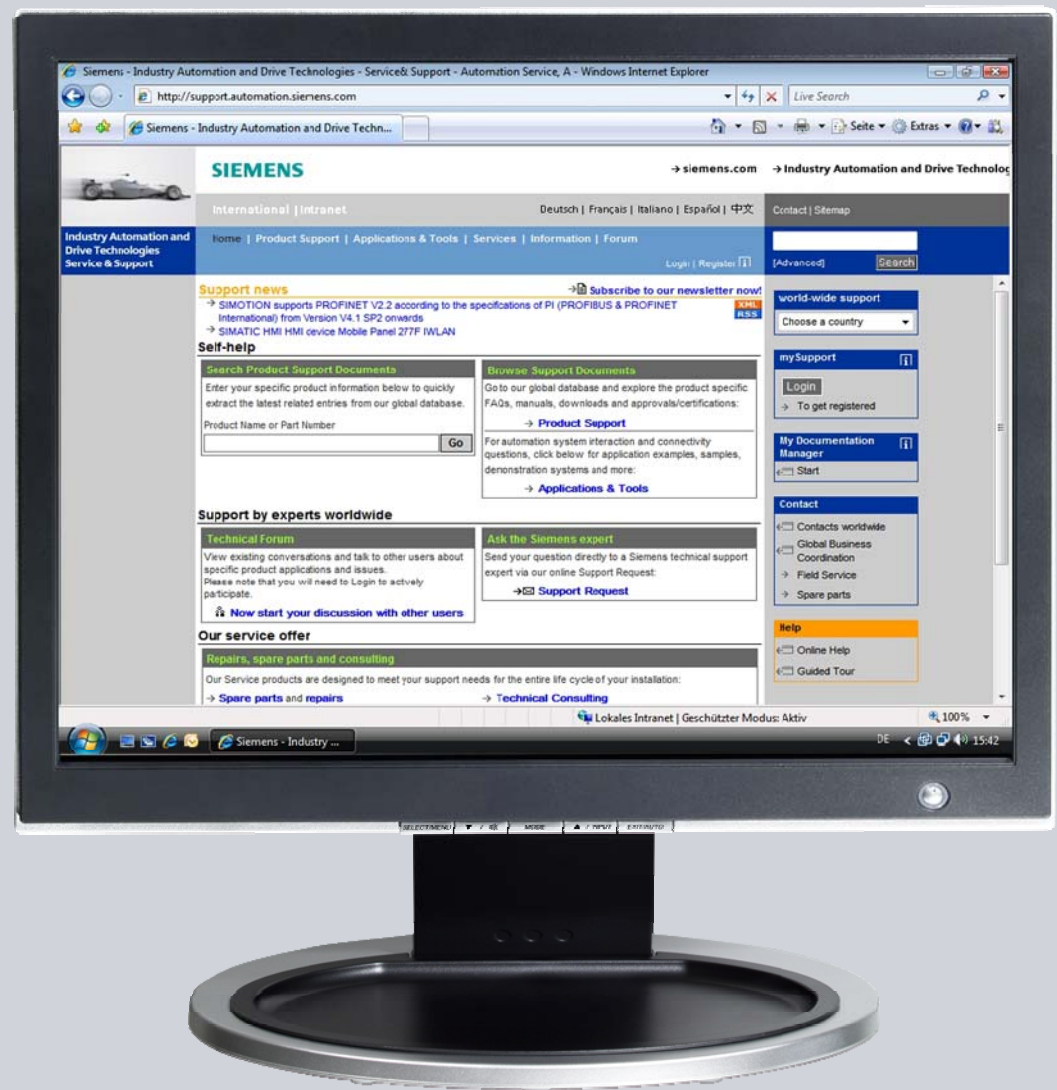 Siemens - Industry Automation and Drive Technologies - Service& Support - Automation Service, A - Windows Internet Explorer
http://support.automation.siemens.com
Live Search
Siemens - Industry Automation and Drive Techn...
Seite
Extras
SIEMENS
→ siemens.com
→ Industry Automation and Drive Technolog
International | Intranet
Deutsch | Français | Italiano | Español | 中文
Contact | Sitemap
Industry Automation and
Drive Technologies
Service & Support
Home | Product Support | Applications & Tools | Services | Information | Forum
Login | Register
[Advanced]
Search
Support news
→ Subscribe to our newsletter now!
→ SIMOTION supports PROFINET V2.2 according to the specifications of PI (PROFIBUS & PROFINET
International) from Version V4.1 SP2 onwards
XML
RSS
→ SIMATIC HMI HMI device Mobile Panel 277F IWLAN
Self-help
Search Product Support Documents
Enter your specific product information below to quickly
extract the latest related entries from our global database.
Product Name or Part Number
Go
Browse Support Documents
Go to our global database and explore the product specific
FAQs, manuals, downloads and approvals/certifications:
→ Product Support
For automation system interaction and connectivity
questions, click below for application examples, samples,
demonstration systems and more:
→ Applications & Tools
Support by experts worldwide
Technical Forum
View existing conversations and talk to other users about
specific product applications and issues.
Please note that you will need to Login to actively
participate.
Now start your discussion with other users
Ask the Siemens expert
Send your question directly to a Siemens technical support
expert via our online Support Request:
→ Support Request
Our service offer
Repairs, spare parts and consulting
Our Service products are designed to meet your support needs for the entire life cycle of your installation:
→ Spare parts and repairs
→ Technical Consulting
world-wide support
Choose a country
mySupport
Login
→ To get registered
My Documentation
Manager
Start
Contact
Contacts worldwide
Global Business
Coordination
→ Field Service
→ Spare parts
Help
Online Help
Guided Tour
Lokales Intranet | Geschützter Modus: Aktiv
100%
Siemens - Industry ...
DE
15:42
SELECT/MENU
MODE
▲ / INPUT
EXIT/AUTO